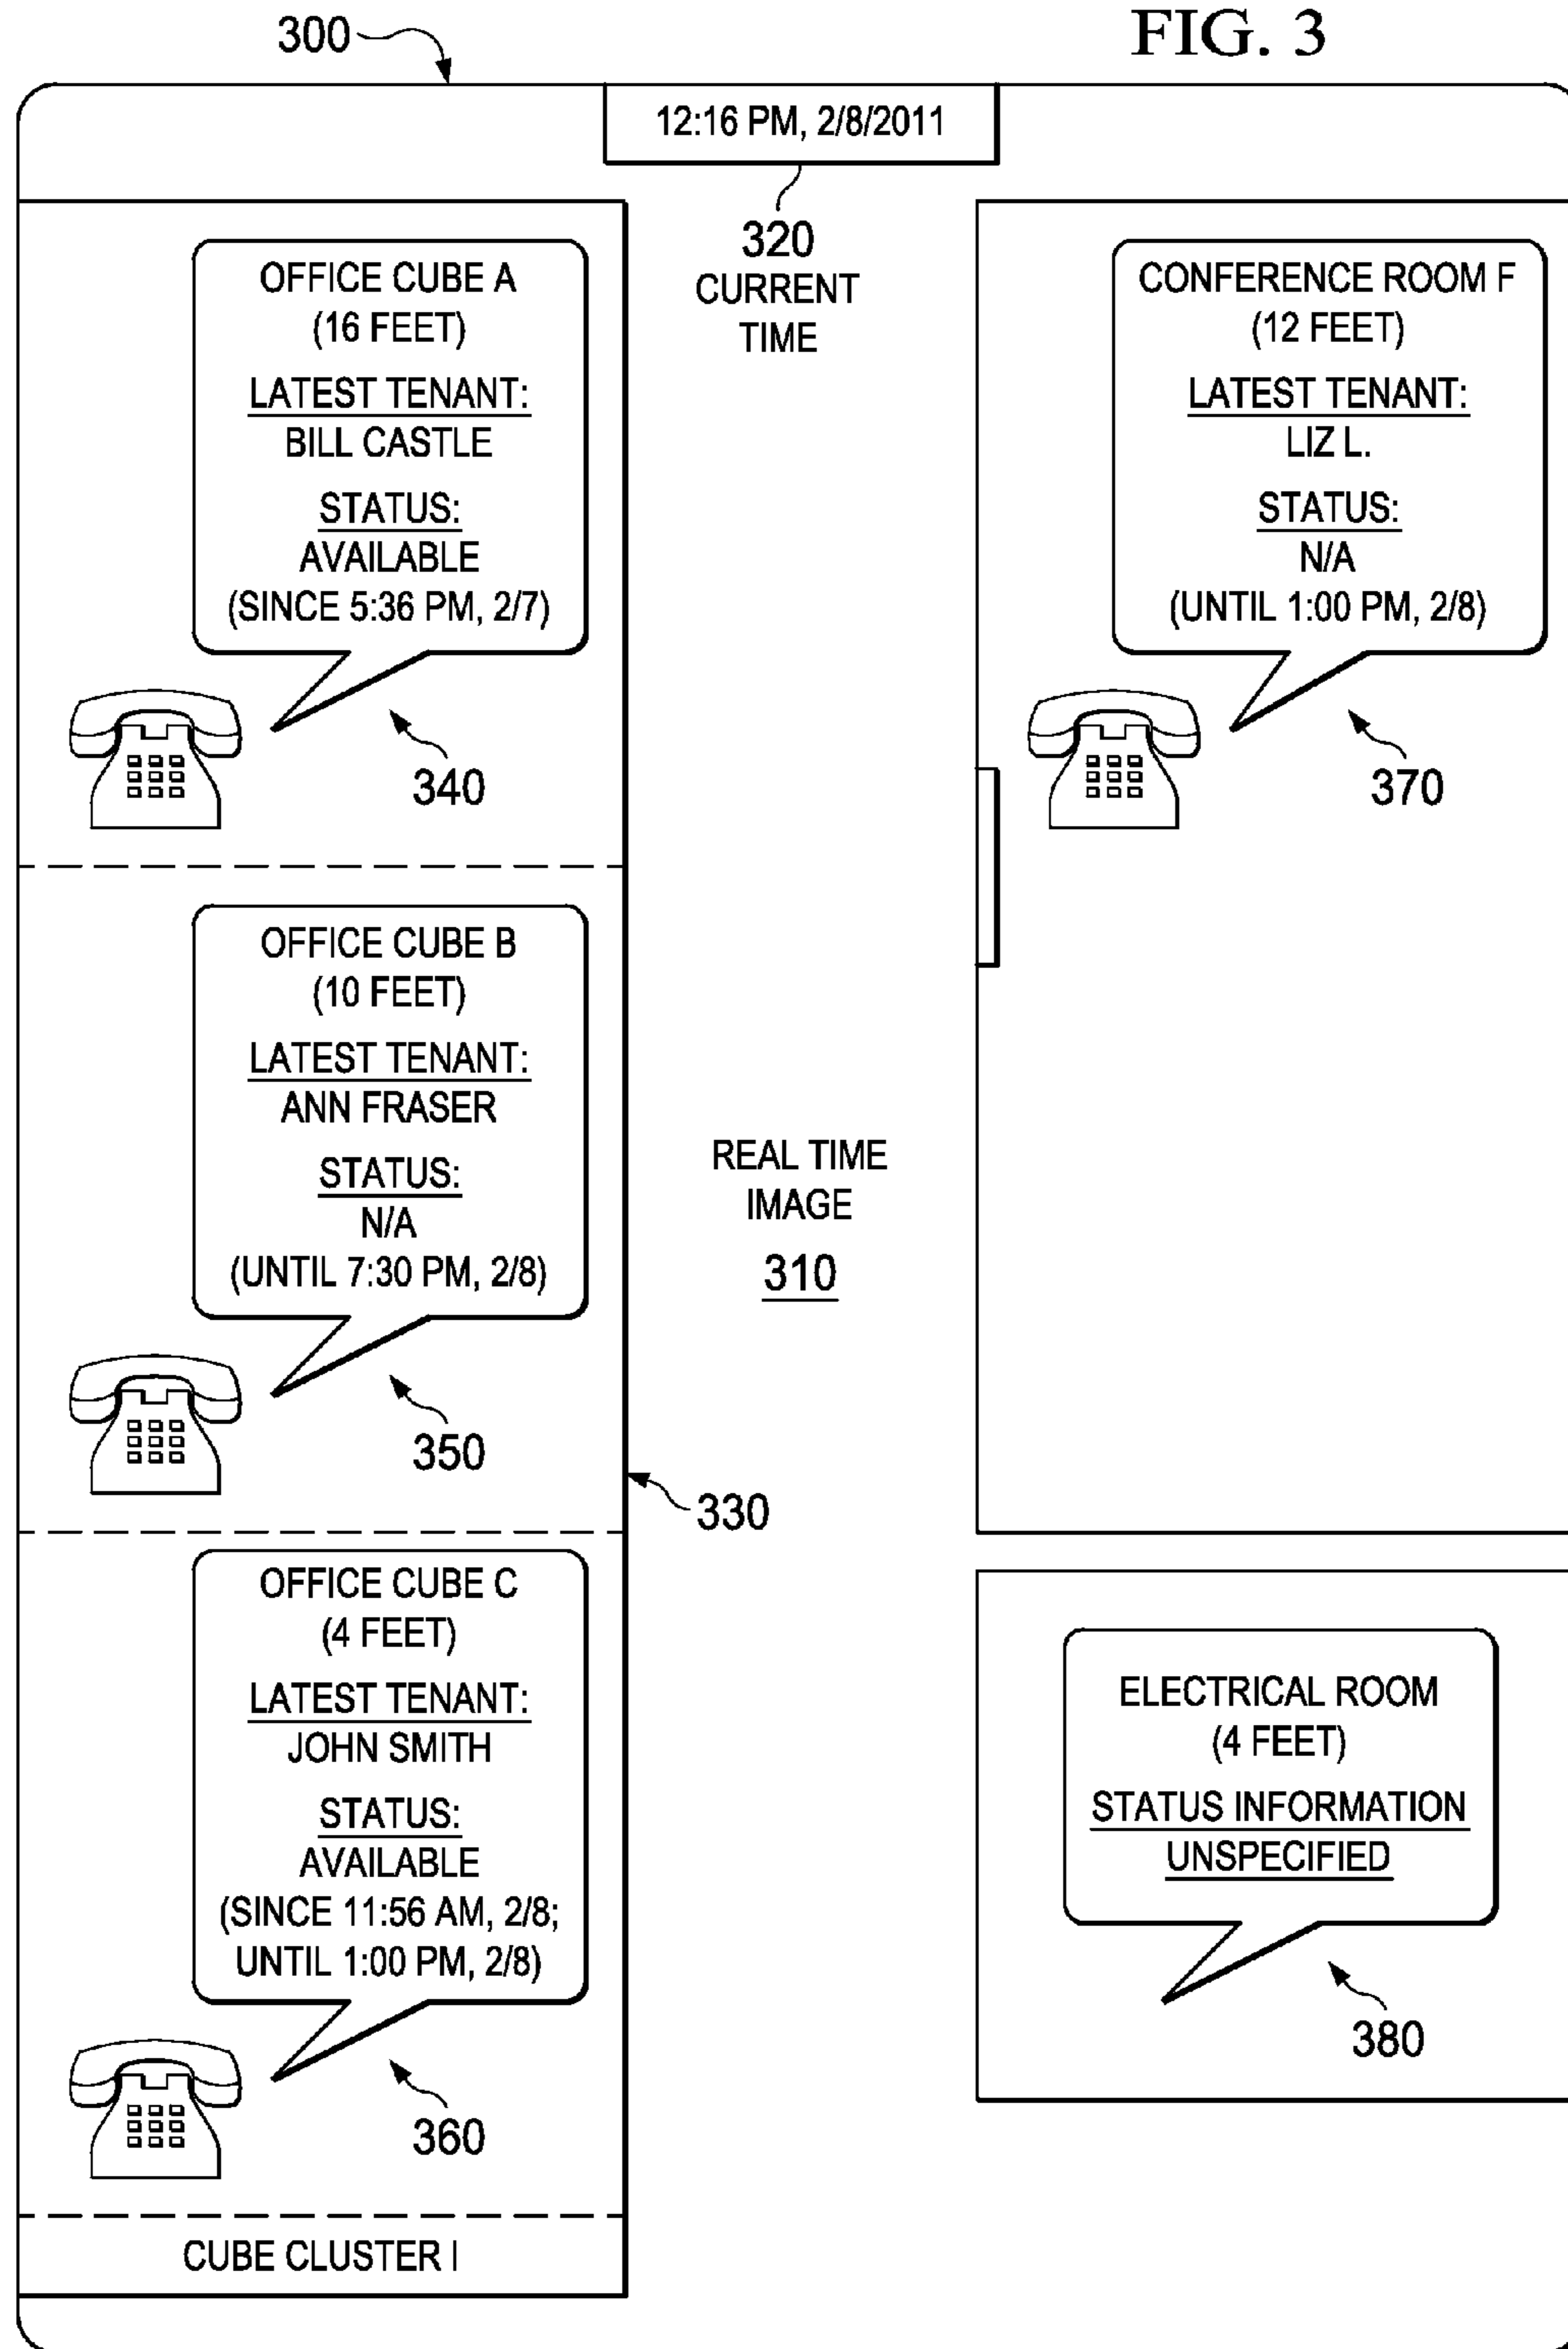 FIG. 3
300
12:16 PM, 2/8/2011
320
CURRENT
TIME
OFFICE CUBE A
(16 FEET)
LATEST TENANT:
BILL CASTLE
STATUS:
AVAILABLE
(SINCE 5:36 PM, 2/7)
340
OFFICE CUBE B
(10 FEET)
LATEST TENANT:
ANN FRASER
STATUS:
N/A
(UNTIL 7:30 PM, 2/8)
350
330
OFFICE CUBE C
(4 FEET)
LATEST TENANT:
JOHN SMITH
STATUS:
AVAILABLE
(SINCE 11:56 AM, 2/8;
UNTIL 1:00 PM, 2/8)
360
CUBE CLUSTER I
REAL TIME
IMAGE
310
CONFERENCE ROOM F
(12 FEET)
LATEST TENANT:
LIZ L.
STATUS:
N/A
(UNTIL 1:00 PM, 2/8)
370
ELECTRICAL ROOM
(4 FEET)
STATUS INFORMATION
UNSPECIFIED
380